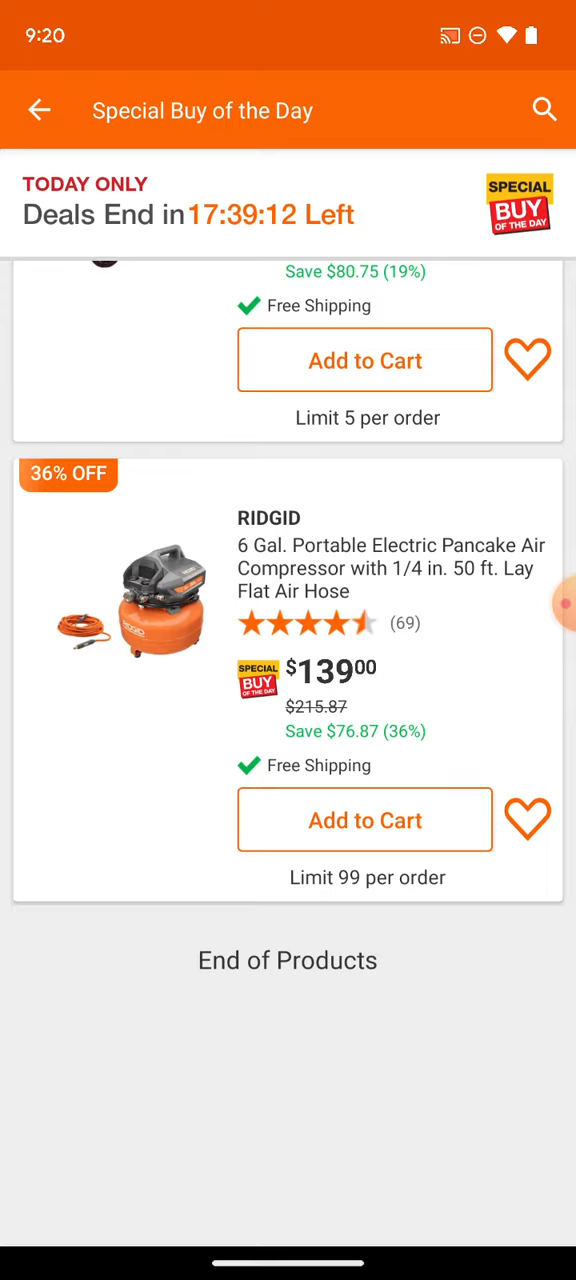 9:20
Special Buy of the Day
TODAY ONLY
Deals End in 17:39:12 Left
SPECIAL
BUY
OF THE DAY
Save $80.75 (19%)
Free Shipping
Add to Cart
Limit 5 per order
36% OFF
RIDGID
6 Gal. Portable Electric Pancake Air
Compressor with 1/4 in. 50 ft. Lay
Flat Air Hose
(69)
SPECIAL
BUY
OF THE DAY
$13900
$215.87
Save $76.87 (36%)
Free Shipping
Add to Cart
Limit 99 per order
RIDGID
End of Products